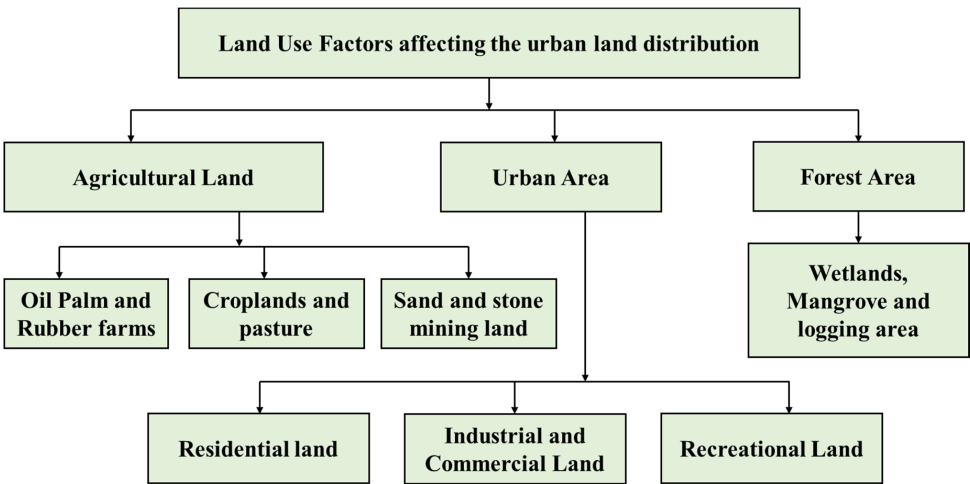 Land Use Factors affecting the urban land distribution
Agricultural Land
Urban Area
Forest Area
Oil Palm and
Rubber farms
Croplands and
pasture
Sand and stone
mining land
Wetlands,
Mangrove and
logging area
Residential land
Industrial and
Commercial Land
Recreational Land